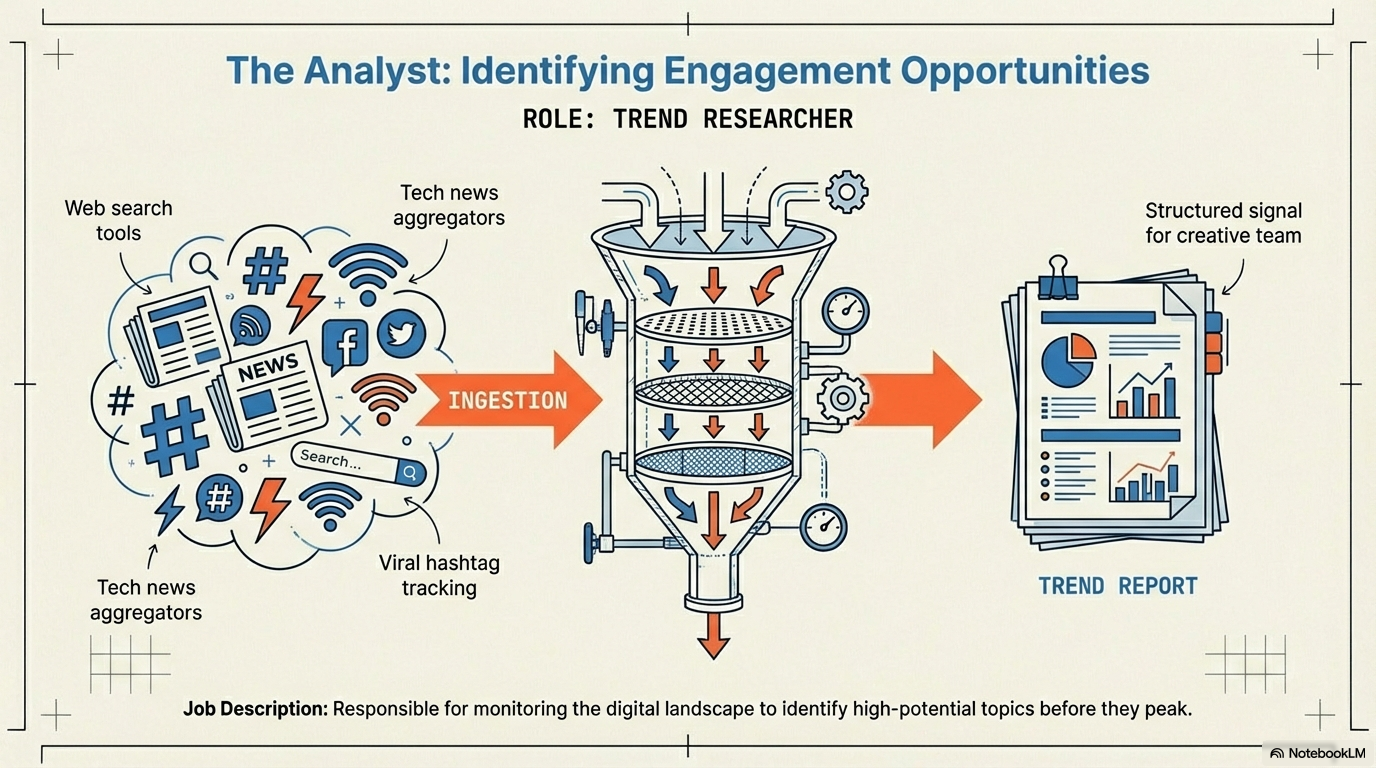 The Analyst: Identifying Engagement Opportunities
ROLE: TREND RESEARCHER
Web search
tools
Tech news
aggregators
NEWS
Search...
Tech news
aggregators
Viral hashtag
tracking
INGESTION
Structured signal
for creative team
TREND REPORT
Job Description: Responsible for monitoring the digital landscape to identify high-potential topics before they peak.
NotebookLM